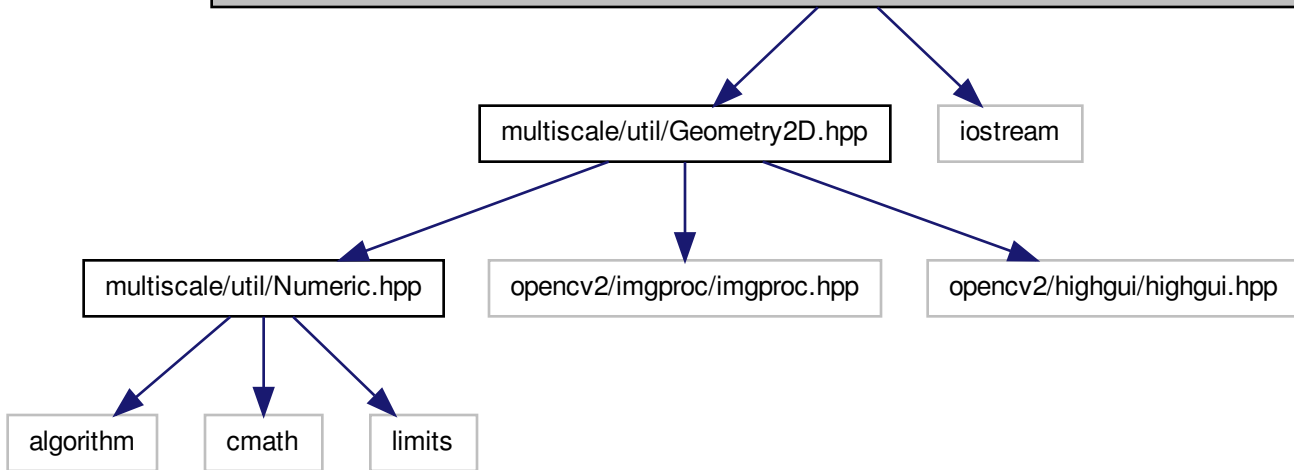 multiscale/util/Geometry2D.hpp
iostream
multiscale/util/Numeric.hpp
opencv2/imgproc/imgproc.hpp
opencv2/highgui/highgui.hpp
algorithm
cmath
limits